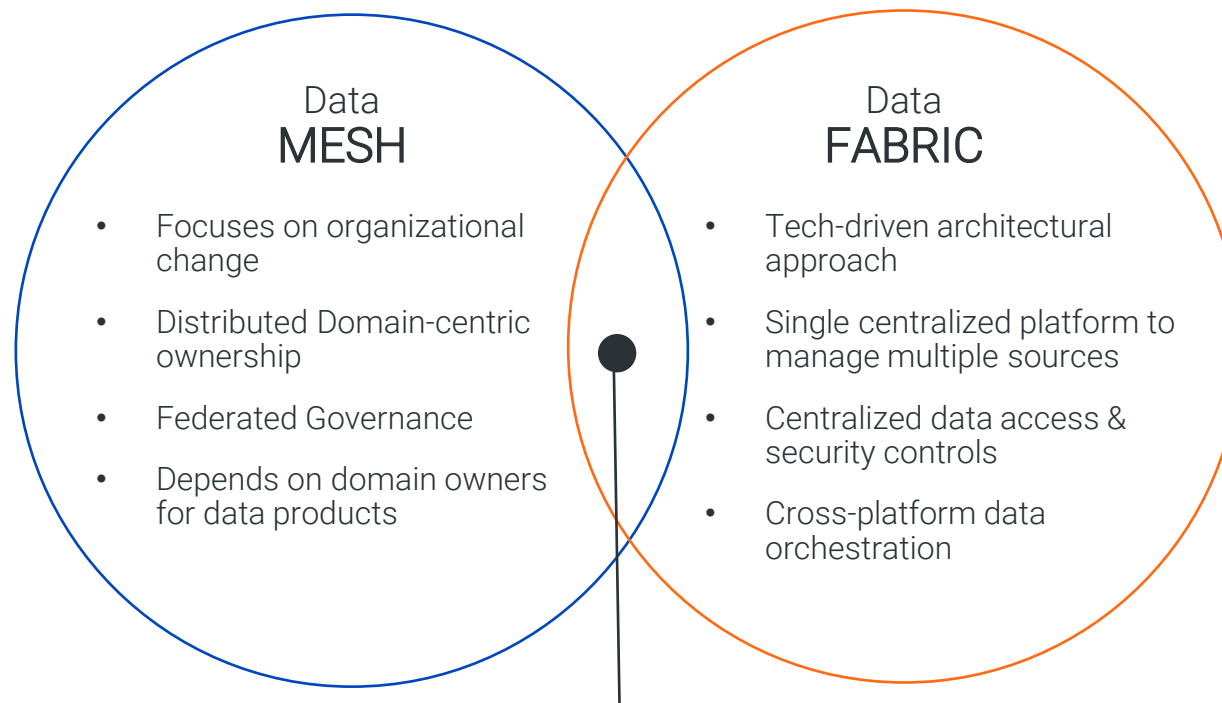 Data
MESH
• Focuses on organizational
change
• Distributed Domain-centric
ownership
• Federated Governance
• Depends on domain owners
for data products
Data
FABRIC
• Tech-driven architectural
approach
• Single centralized platform to
manage multiple sources
• Centralized data access &
security controls
• Cross-platform data
orchestration